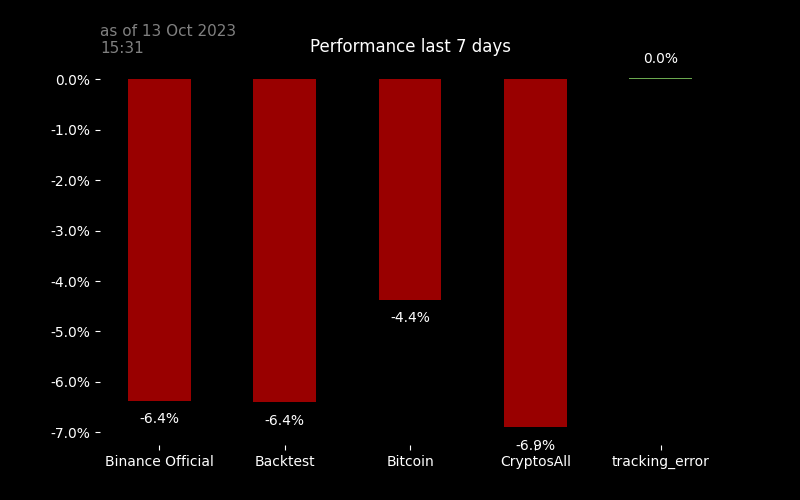 as of 13 Oct 2023
15:31
Performance last 7 days
0.0%
0.0%
-1.0%
-2.0%
-3.0%
-4.0%
-4.4%
-5.0%
-6.0%
-6.4%
-6.4%
-6.9%
-7.0%
Binance Official
Backtest
Bitcoin
CryptosAll
tracking_error